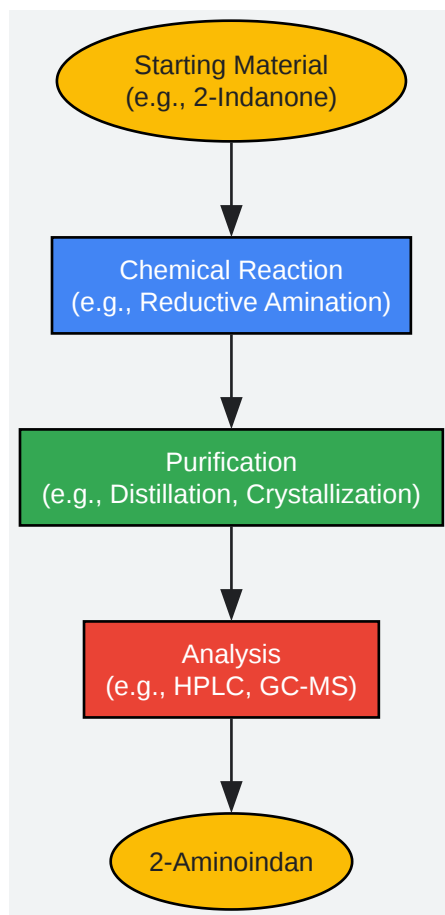 Starting Material
(e.g., 2-Indanone)
Chemical Reaction
(e.g., Reductive Amination)
Purification
(e.g., Distillation, Crystallization)
Analysis
(e.g., HPLC, GC-MS)
2-Aminoindan